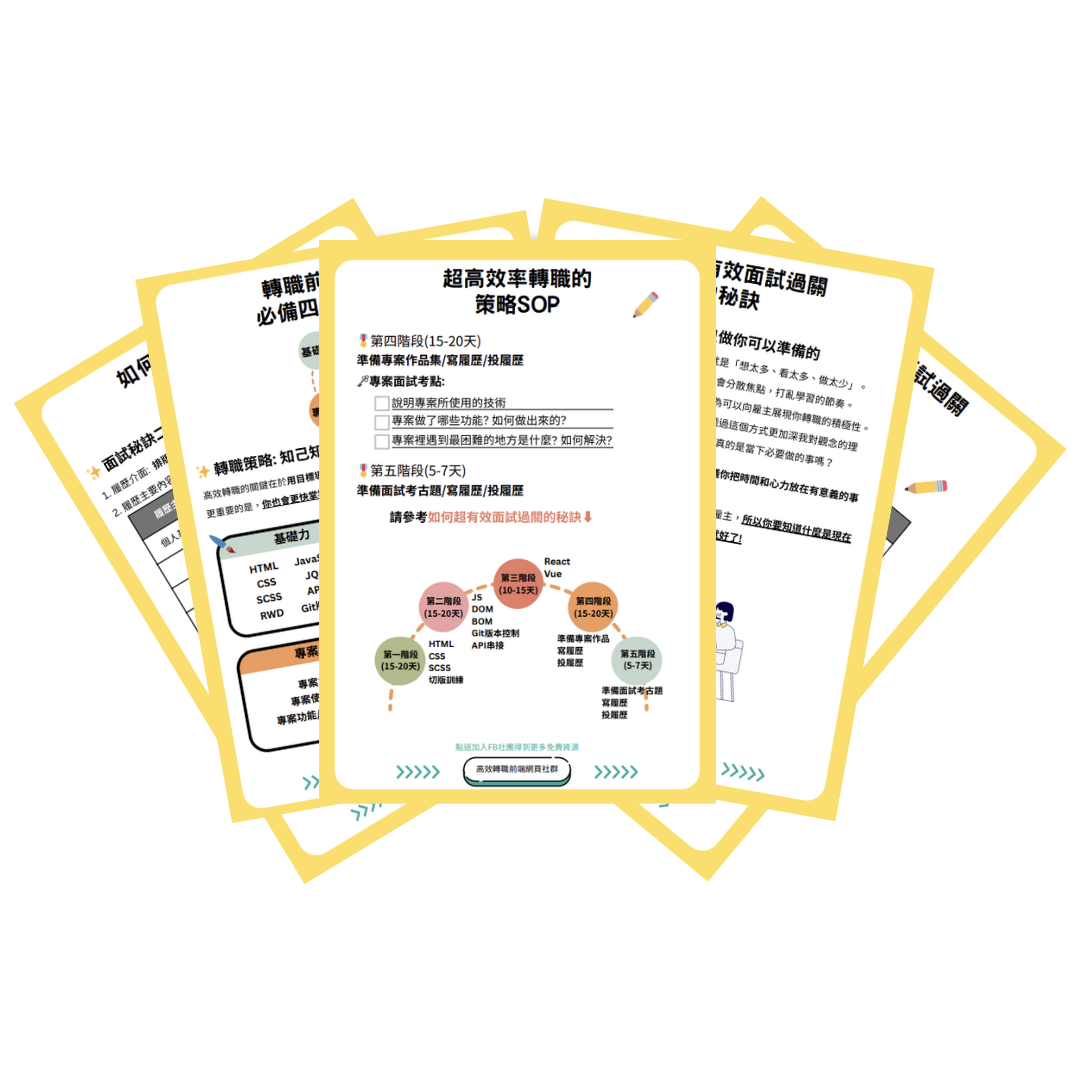 超高效率轉職的
策略SOP
第四階段(15-20天)
準備專案作品集/寫履歷/投履歷
專案面試考點:
說明專案所使用的技術
專案做了哪些功能? 如何做出來的?
專案裡遇到最困難的地方是什麼? 如何解決?
第五階段(5-7天)
準備面試考古題/寫履歷/投履歷
請參考如何超有效面試過關的秘訣
第一階段
(15-20天)
HTML
CSS
SCSS
切版訓練
第二階段
(15-20天)
JS
DOM
BOM
Git版本控制
API串接
第三階段
(10-15天)
React
Vue
第四階段
(15-20天)
準備專案作品
寫履歷
投履歷
第五階段
(5-7天)
準備面試考古題
寫履歷
投履歷
點這加入FB社團得到更多免費資源
高效轉職前端網頁社群
轉職前
必備四
基
轉職策略: 知己知
高效轉職的關鍵在於用目標
更重要的是，你也會更快掌
基礎力
HTML
CSS
SCSS
RWD
JavaS
JQ
AP
Git
專案
專案
專案使
專案功能
如何
面試秘訣二
1. 履歷介面: 排版
2. 履歷主要內容
履歷主
個人
有效面試過關
秘訣
做你可以準備的
是「想太多、看太多、做太少」。
會分散焦點，打亂學習的節奏。
為可以向雇主展現你轉職的積極性。
過這個方式更加深我對觀念的理
真的是當下必要做的事嗎？
你把時間和心力放在有意義的事
雇主，所以你要知道什麼是現在
就好了!
試過關